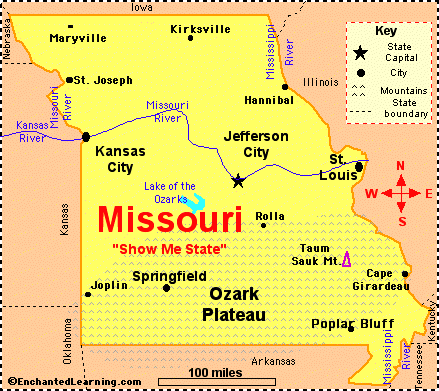 Iowa
Nebraska
Maryville
Kirksville
Mississippi
River
Key
State
Capital
City
Mountains
State
boundary
St. Joseph
Missouri
River
Hannibal
Illinois
Kansas
River
Missouri
River
Kansas
City
Jefferson
City
St.
Louis
N
W
E
S
Lake of the
Ozarks
Kansas
Missouri
"Show Me State"
Rolla
Taum
Sauk Mt.
Cape
Girardeau
Joplin
Springfield
Ozark
Plateau
Poplar Bluff
Oklahoma
Arkansas
Mississippi
River
Tennessee
Kentucky
100 miles
©EnchantedLearning.com